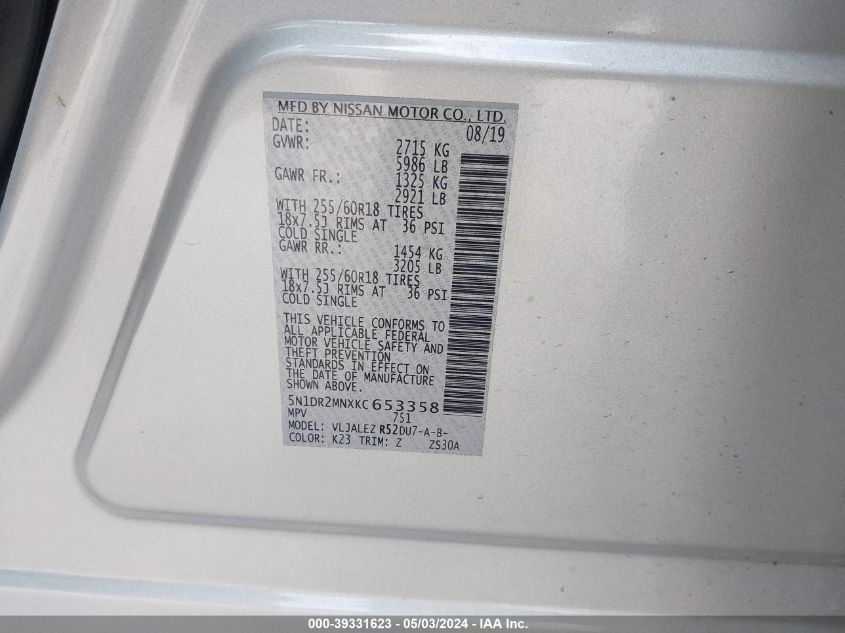 MFD BY NISSAN MOTOR CO., LTD.
DATE: 08/19
GVWR: 2715 KG
5986 LB
GAWR FR.: 1325 KG
2921 LB
WITH 255/60R18 TIRES
18x7.5J RIMS AT 36 PSI
COLD SINGLE
GAWR RR.: 1454 KG
3205 LB
WITH 255/60R18 TIRES
18x7.5J RIMS AT 36 PSI
COLD SINGLE
THIS VEHICLE CONFORMS TO
ALL APPLICABLE FEDERAL
MOTOR VEHICLE SAFETY AND
THEFT PREVENTION
STANDARDS IN EFFECT ON
THE DATE OF MANUFACTURE
SHOWN ABOVE.
5N1DR2MNXKC653358
MPV 751
MODEL: VLJALEZ R52DU7-A-B-
COLOR: K23 TRIM: Z ZS30A
000-39331623 — 05/03/2024 - IAA Inc.